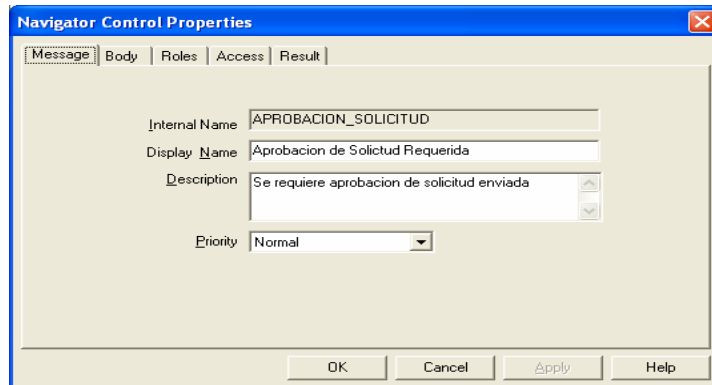 Navigator Control Properties
Message Body Roles Access Result
Internal Name APROBACION_SOLICITUD
Display Name Aprobacion de Solictud Requerida
Description Se requiere aprobacion de solicitud enviada
Priority Normal
OK Cancel Apply Help